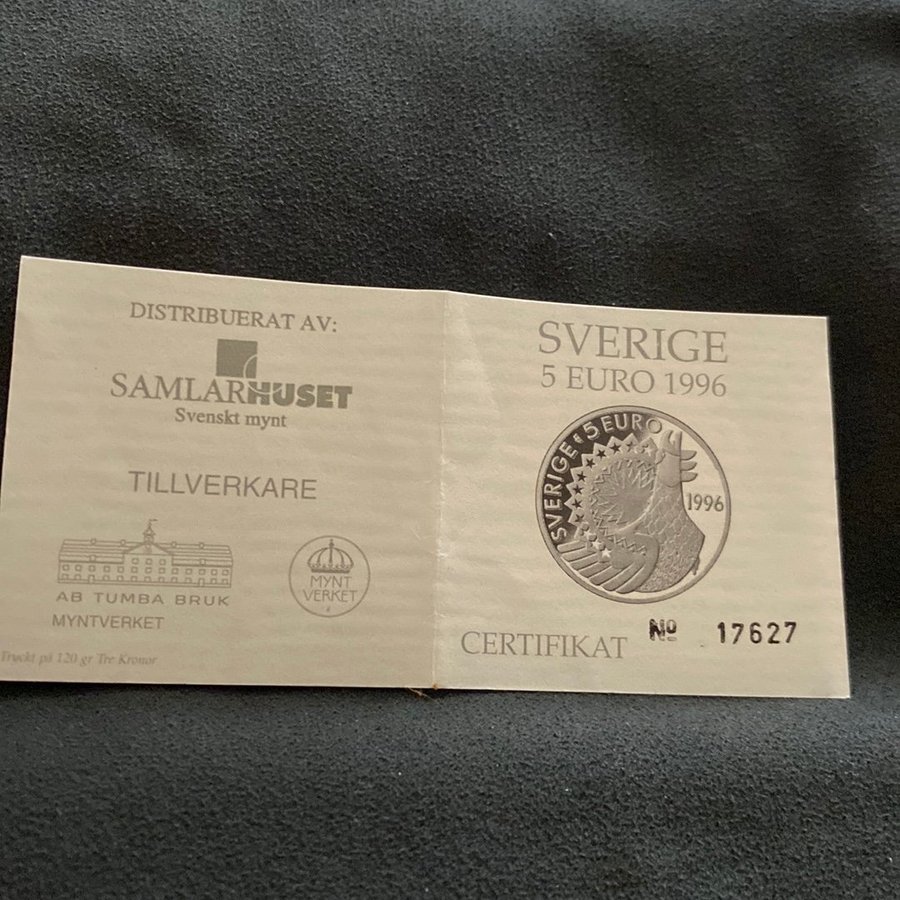 DISTRIBUERAT AV:
SAMLARHUSET
Svenskt mynt
TILLVERKARE
AB TUMBA BRUK
MYNTVERKET
MYNT
VERKET
Tryckt på 120 gr Tre Kronor
SVERIGE
5 EURO 1996
SVERIGE 5 EURO
1996
CERTIFIKAT
Nº 17627